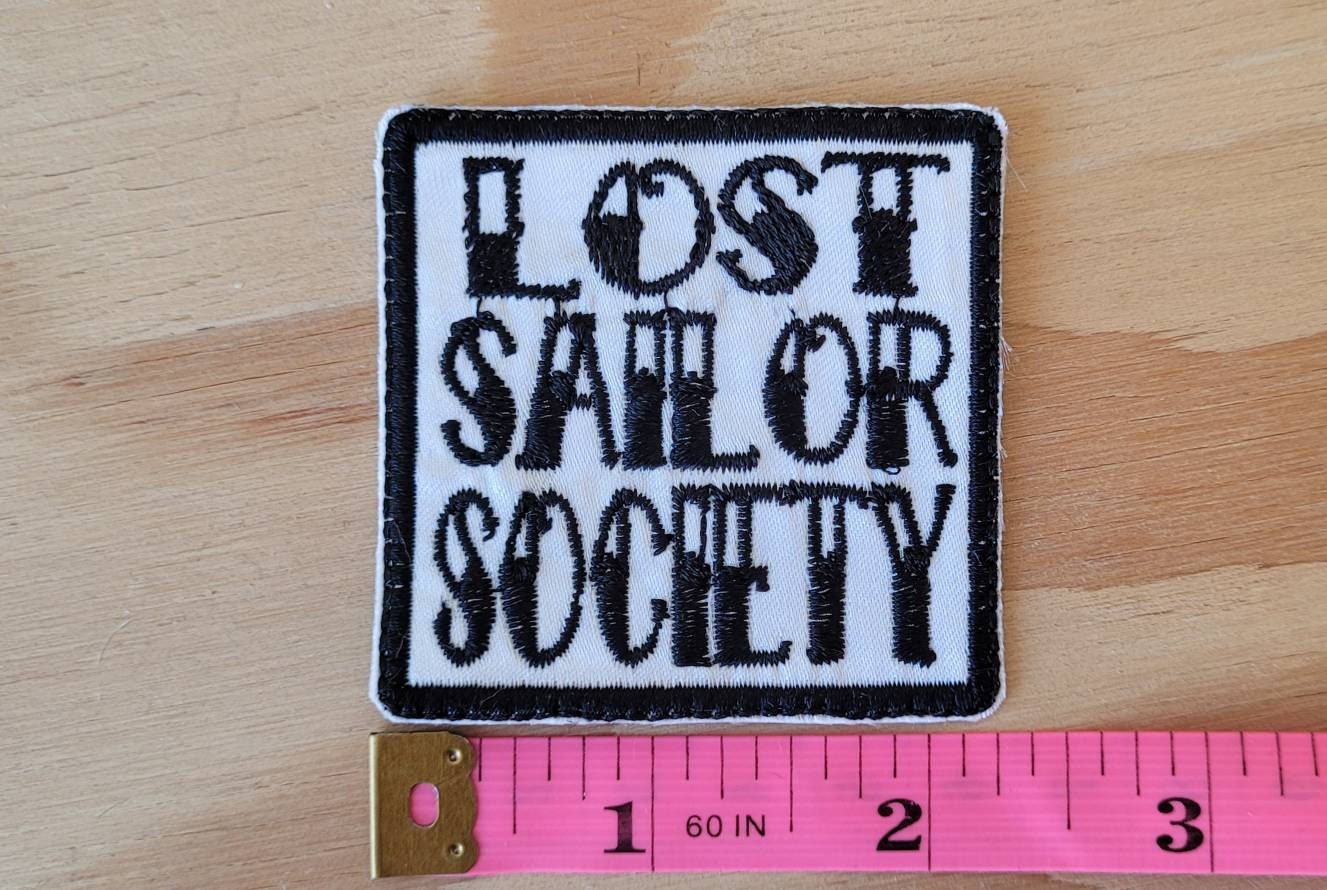 LOST
SAILOR
SOCIETY
1 60 IN 2 3